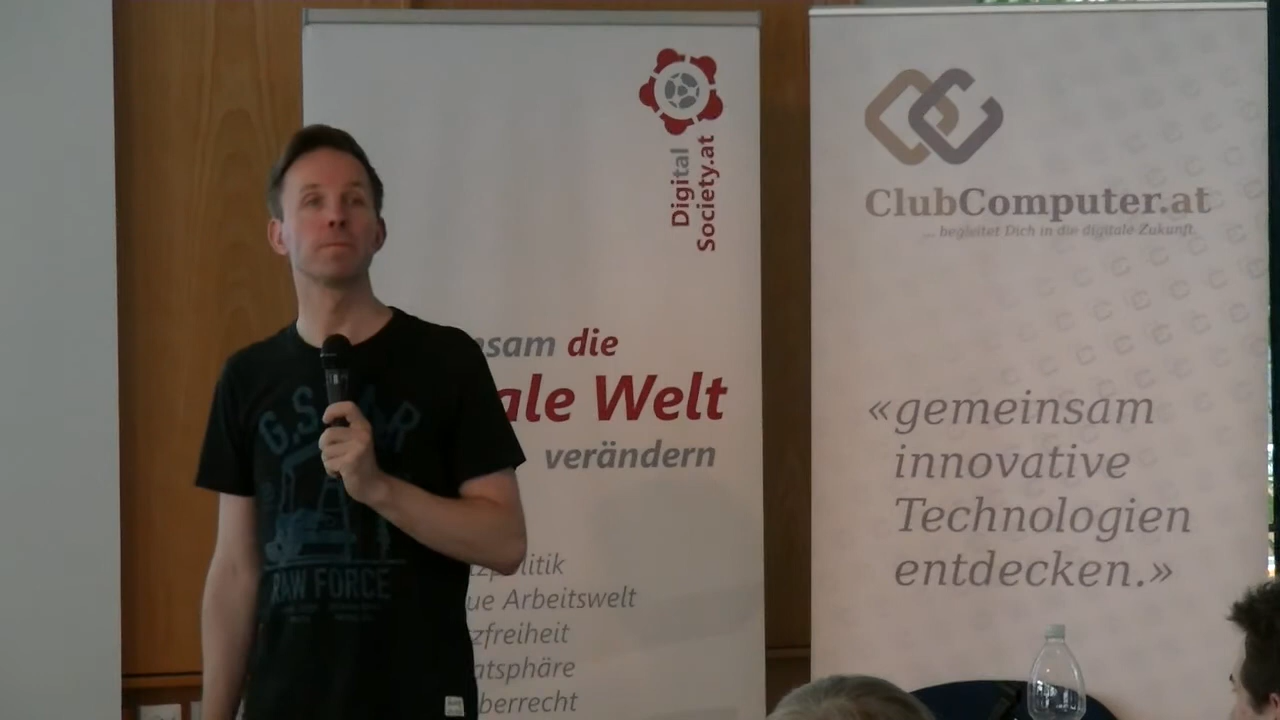 Digital
Society.at
sam die
ale Welt
verändern
politik
ue Arbeitswelt
zfreiheit
atsphäre
berrecht
ClubComputer.at
... begleitet Dich in die digitale Zukunft.
«gemeinsam
innovative
Technologien
entdecken.»
RAW FORCE